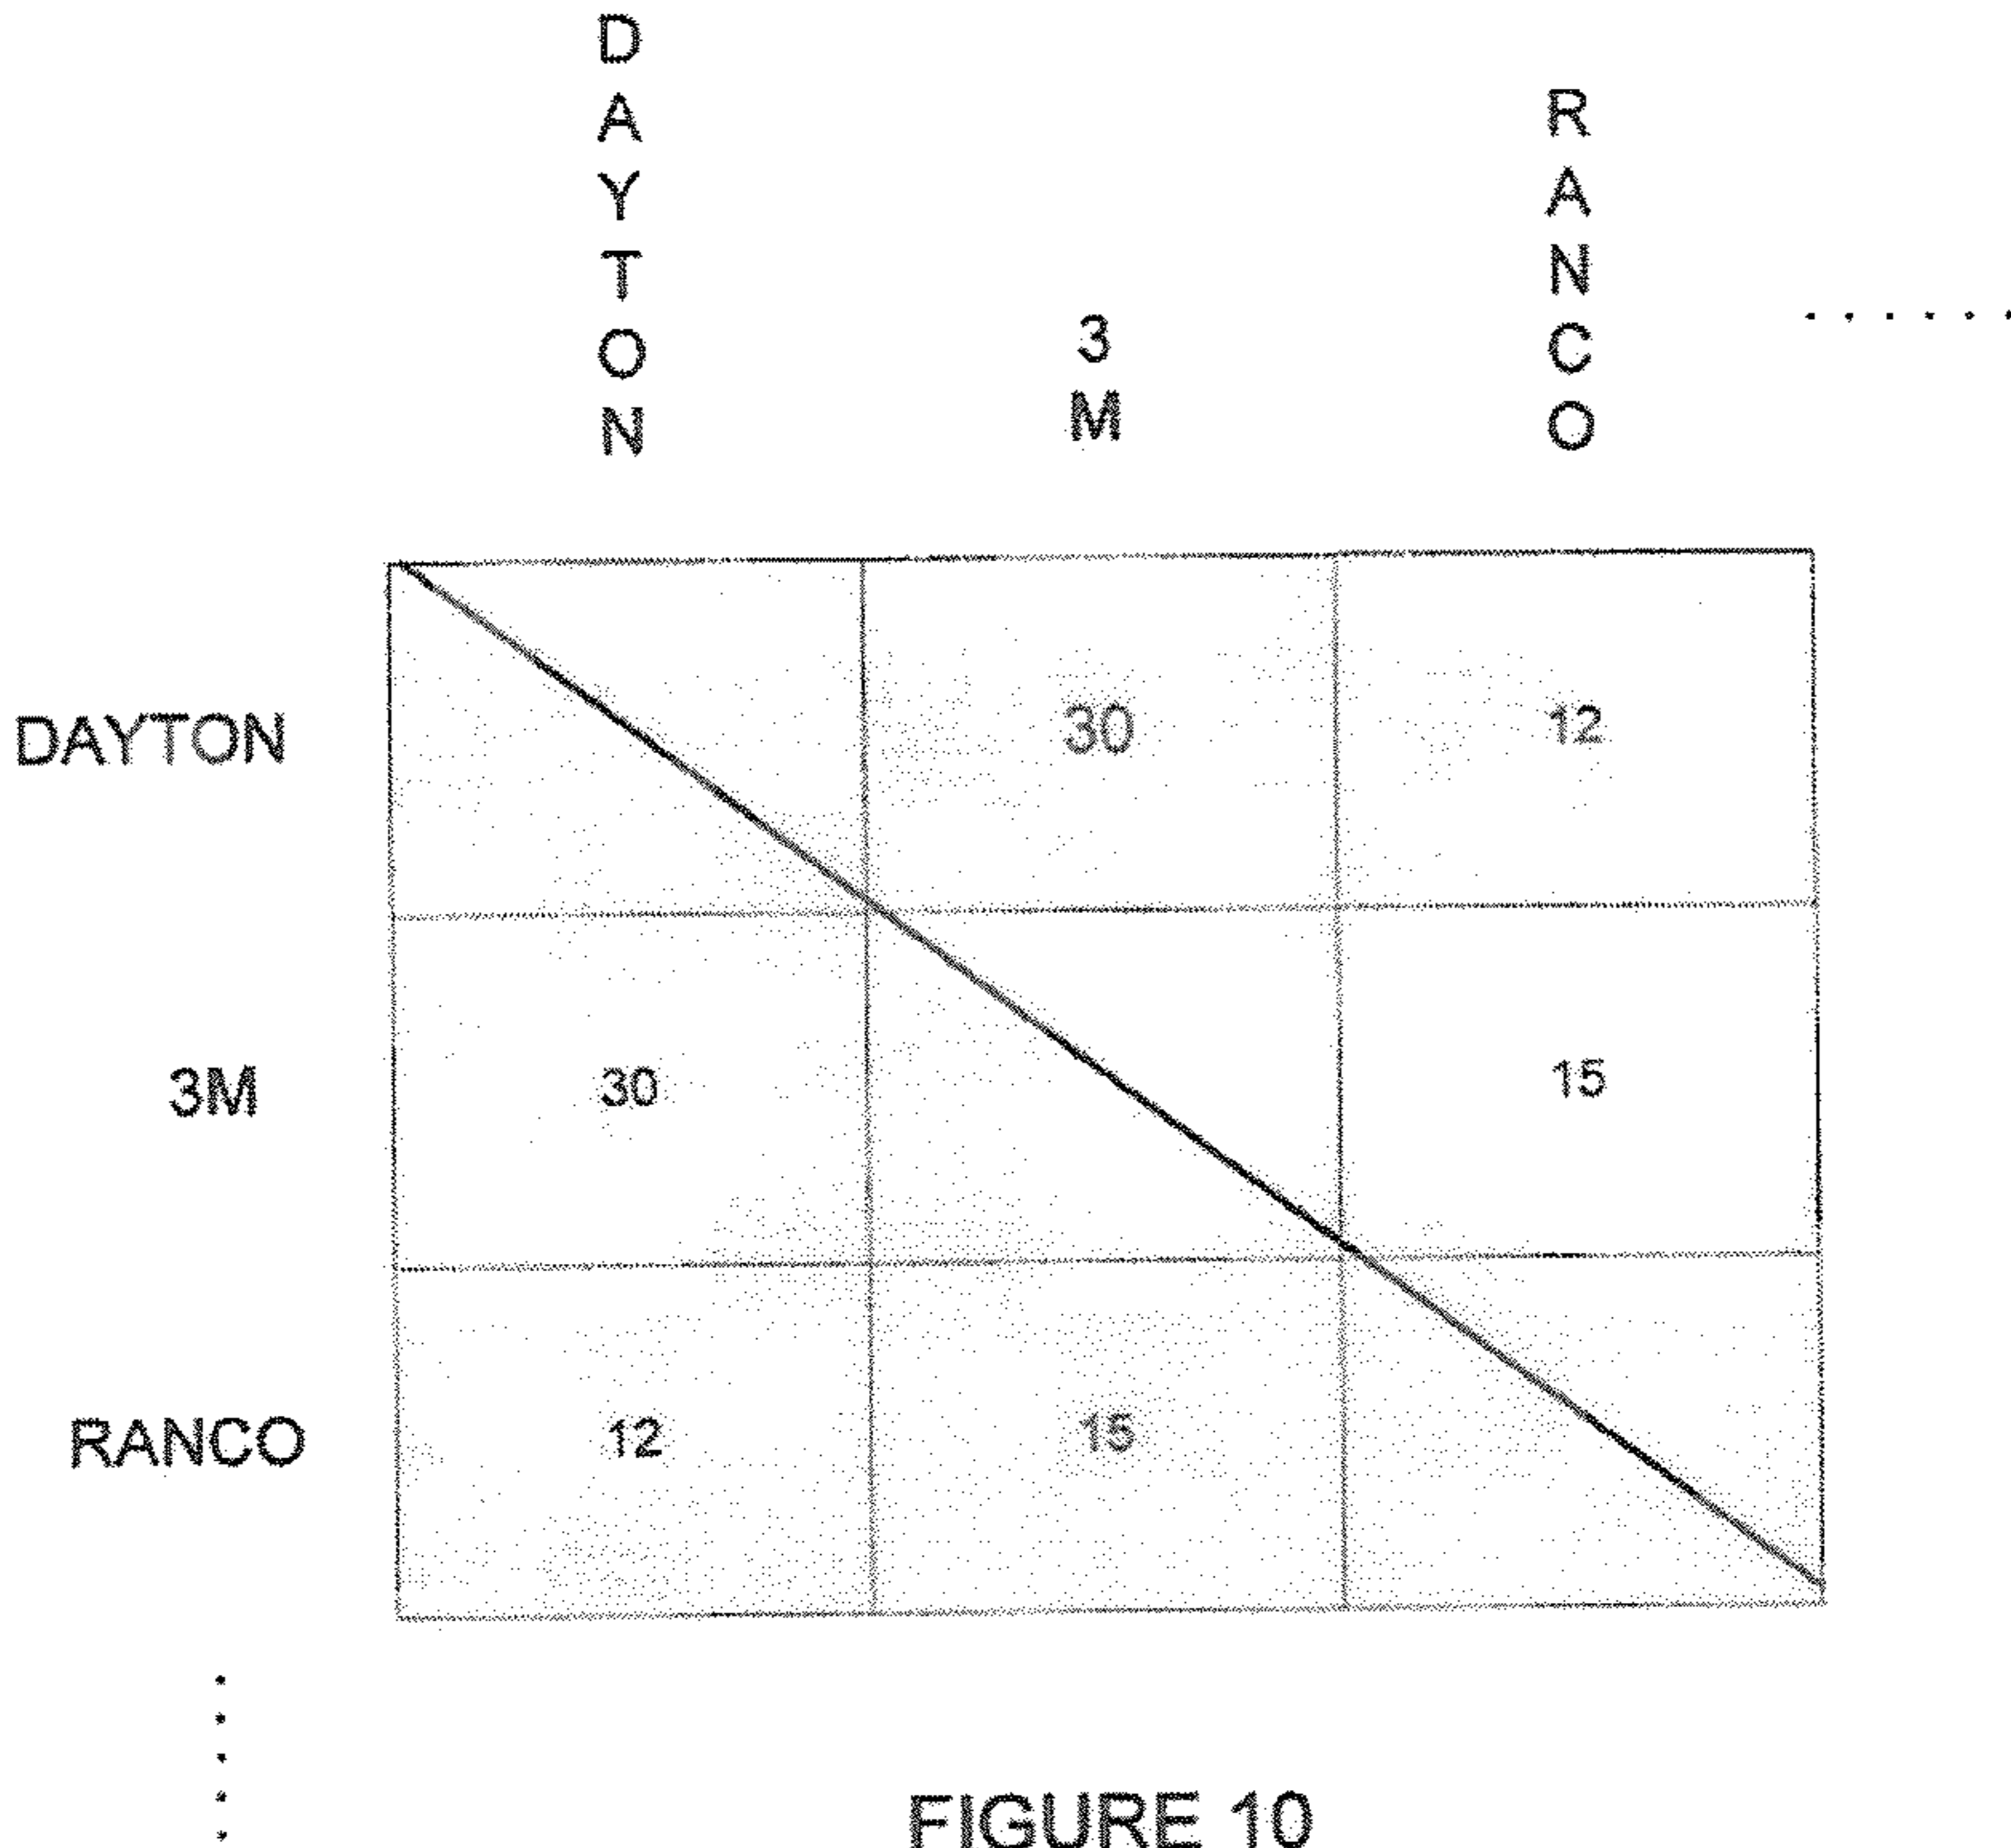 DAYTON
3M
RANCO
DAYTON 30 12
3M 30 15
RANCO 12 15
FIGURE 10